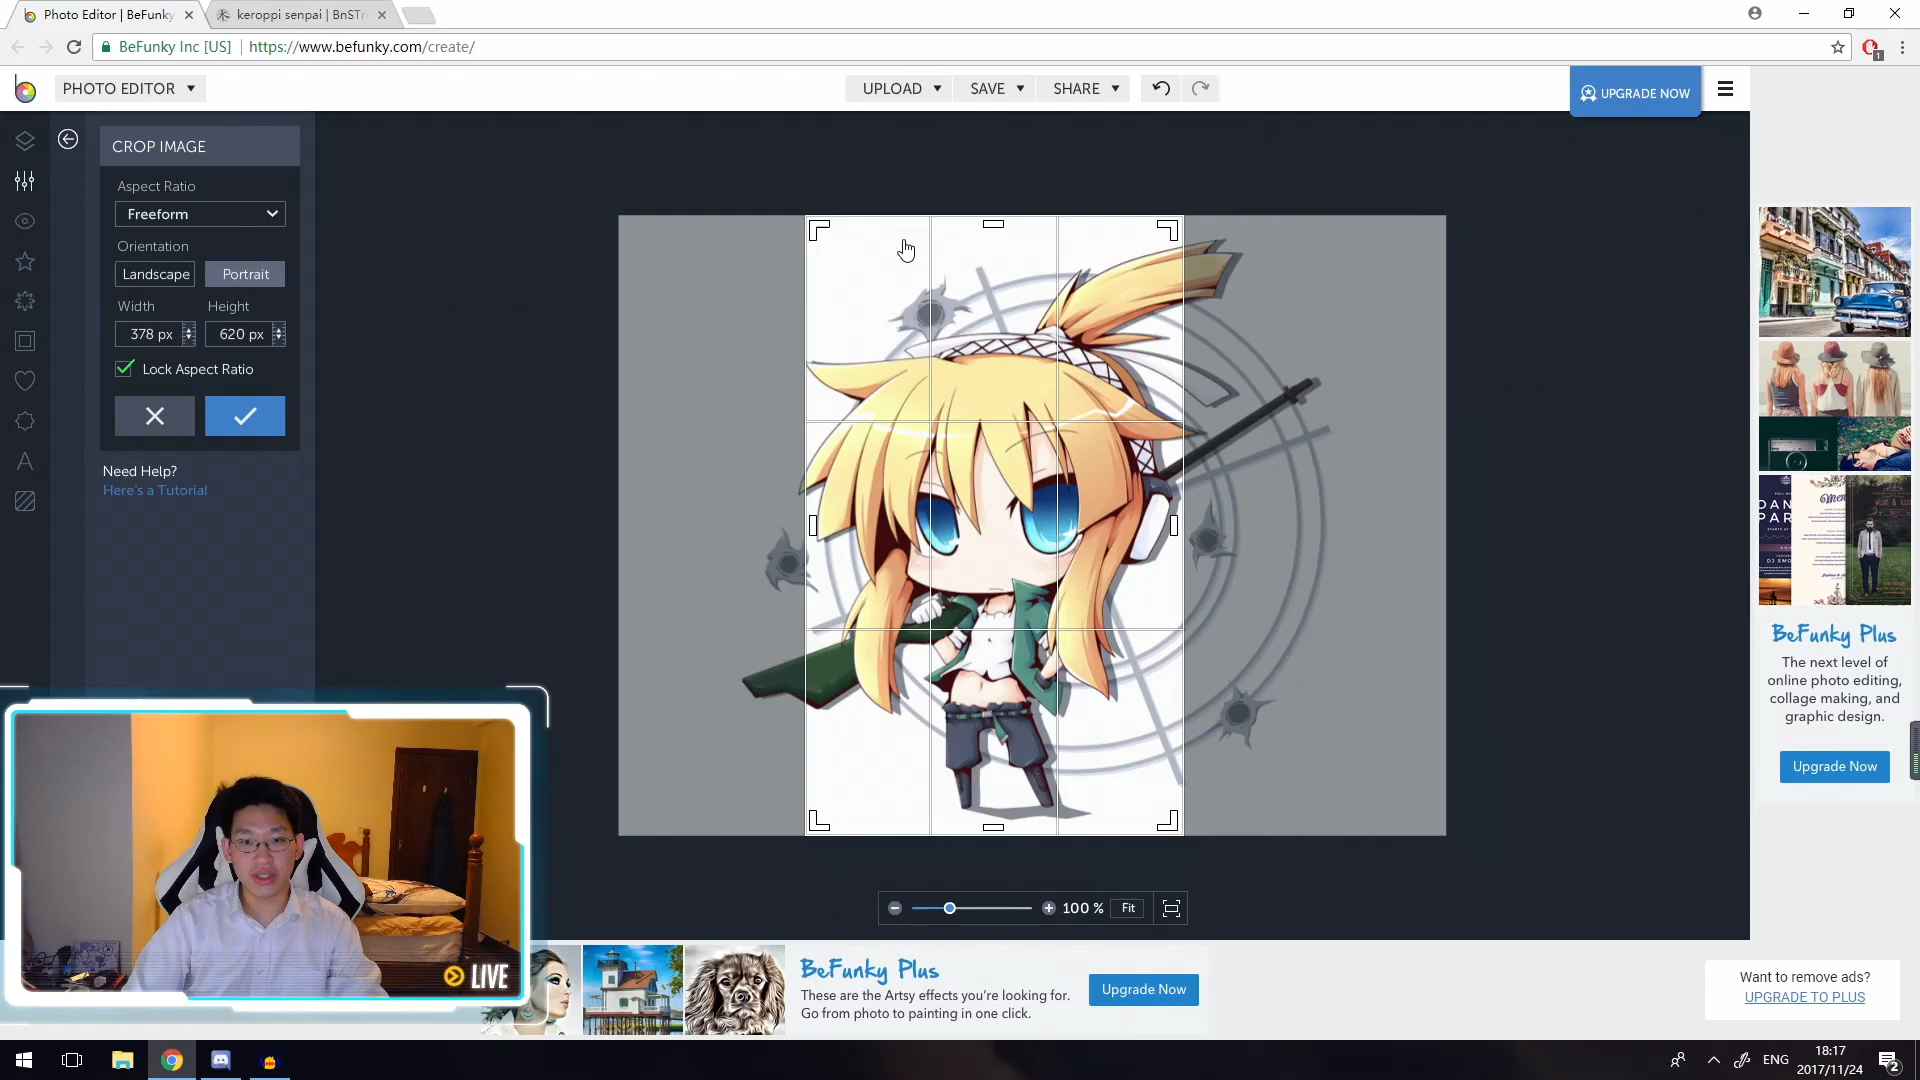 Photo Editor | BeFunky
keroppi senpai | BnSTr
BeFunky Inc [US]
https://www.befunky.com/create/
1
b
PHOTO EDITOR
UPLOAD
SAVE
SHARE
UPGRADE NOW
CROP IMAGE
Aspect Ratio
Freeform
Orientation
Landscape
Portrait
Width
Height
378 px
620 px
Lock Aspect Ratio
Need Help?
Here's a Tutorial
A
100 %
Fit
BeFunky Plus
The next level of
online photo editing,
collage making, and
graphic design.
Upgrade Now
LIVE
BeFunky Plus
These are the Artsy effects you're looking for.
Go from photo to painting in one click.
Upgrade Now
Want to remove ads?
UPGRADE TO PLUS
ENG
18:17
2017/11/24
2